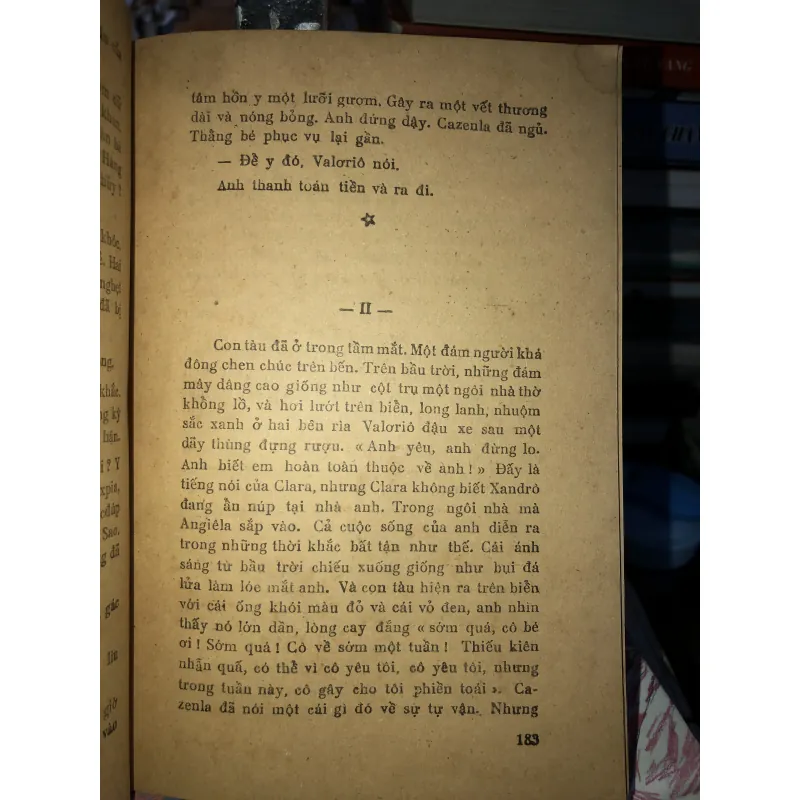 tâm hồn y một lưỡi gươm. Gây ra một vết thương
dài và nóng bỏng. Anh đứng dậy. Cazenla đã ngủ.
Thằng bé phục vụ lại gần.
— Để y đó, Valơriô nói.
Anh thanh toán tiền và ra đi.
— II —
Con tàu đã ở trong tầm mắt. Một đám người khá
đông chen chúc trên bến. Trên bầu trời, những đám
mây dâng cao giống như cột trụ một ngôi nhà thờ
khổng lồ, và hơi lướt trên biển, long lanh, nhuộm
sắc xanh ở hai bên rìa Valơriô đậu xe sau một
dãy thùng đựng rượu. « Anh yêu, anh đừng lo.
Anh biết em hoàn toàn thuộc về anh ! » Đấy là
tiếng nói của Clara, nhưng Clara không biết Xandrô
đang ẩn núp tại nhà anh. Trong ngôi nhà mà
Angiêla sắp vào. Cả cuộc sống của anh diễn ra
trong những thời khắc bất tận như thế. Cái ánh
sáng từ bầu trời chiếu xuống giống như bụi đá
lửa làm lóe mắt anh. Và con tàu hiện ra trên biển
với cái ống khói màu đỏ và cái vỏ đen, anh nhìn
thấy nó lớn dần, lòng cay đắng « sớm quá, cô bé
ơi ! Sớm quá ! Cô về sớm một tuần ! Thiếu kiên
nhẫn quá, có thể vì cô yêu tôi, cô yêu tôi, nhưng
trong tuần này, cô gây cho tôi phiền toái ». Ca-
zenla đã nói một cái gì đó về sự tự vận. Nhưng
183